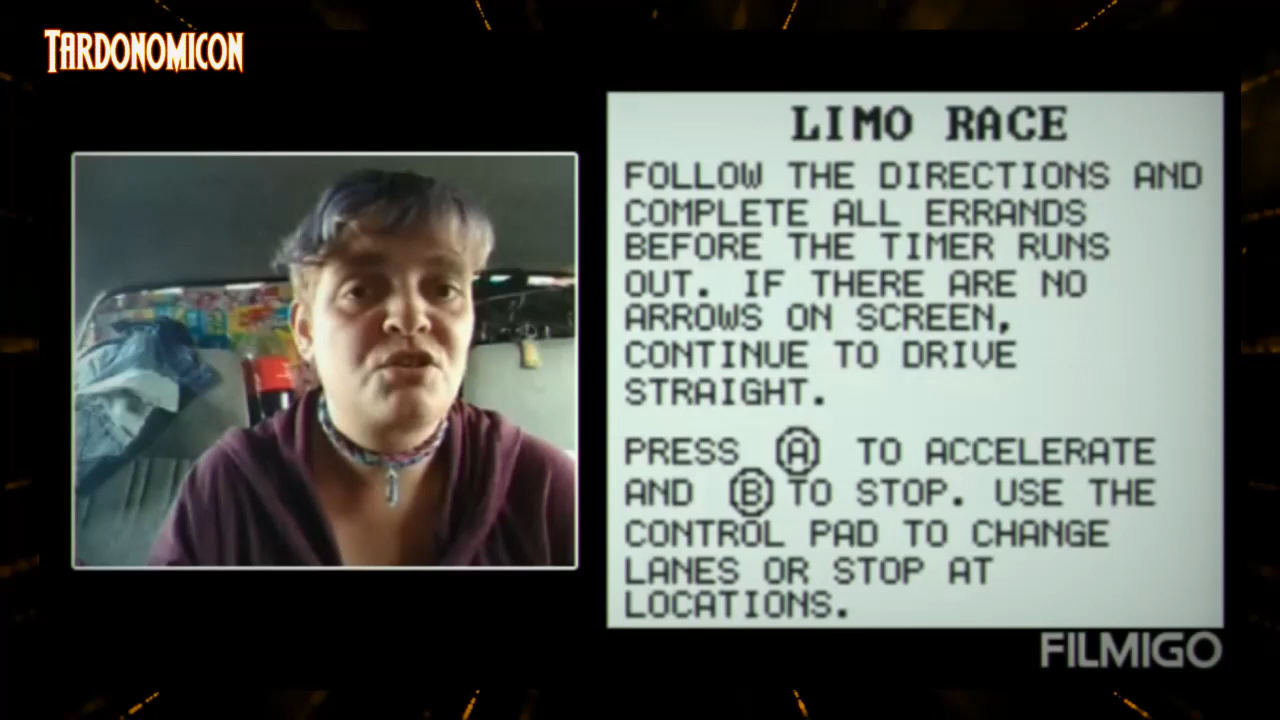 TARDONOMICON
LIMO RACE
FOLLOW THE DIRECTIONS AND
COMPLETE ALL ERRANDS
BEFORE THE TIMER RUNS
OUT. IF THERE ARE NO
ARROWS ON SCREEN,
CONTINUE TO DRIVE
STRAIGHT.
PRESS A TO ACCELERATE
AND B TO STOP. USE THE
CONTROL PAD TO CHANGE
LANES OR STOP AT
LOCATIONS.
FILMIGO